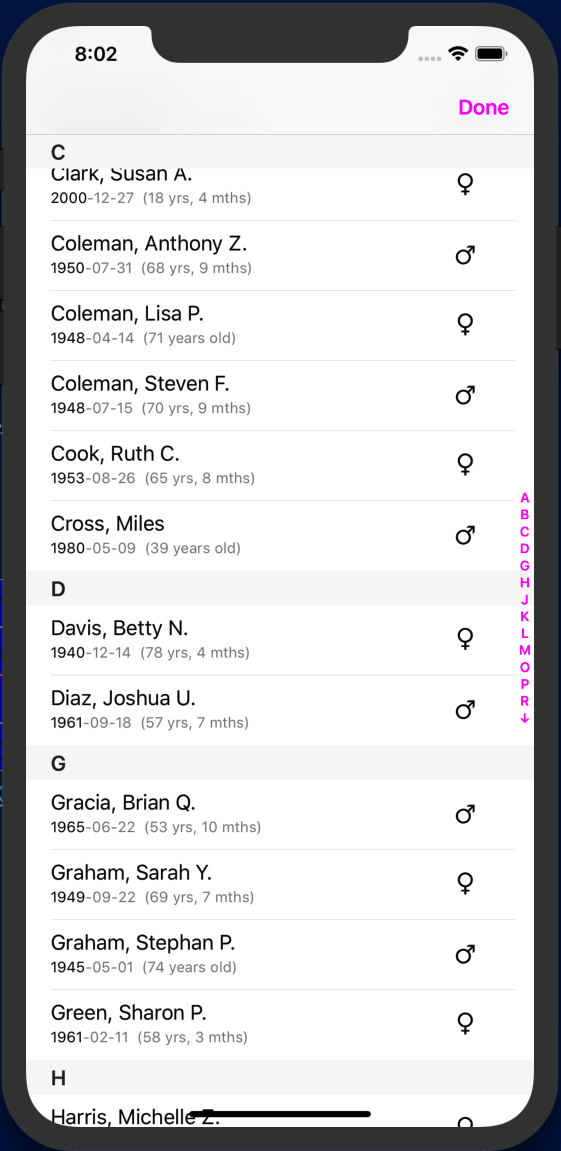 8:02
Done
C
Clark, Susan A.
2000-12-27 (18 yrs, 4 mths)
Coleman, Anthony Z.
1950-07-31 (68 yrs, 9 mths)
Coleman, Lisa P.
1948-04-14 (71 years old)
Coleman, Steven F.
1948-07-15 (70 yrs, 9 mths)
Cook, Ruth C.
1953-08-26 (65 yrs, 8 mths)
Cross, Miles
1980-05-09 (39 years old)
D
Davis, Betty N.
1940-12-14 (78 yrs, 4 mths)
Diaz, Joshua U.
1961-09-18 (57 yrs, 7 mths)
G
Gracia, Brian Q.
1965-06-22 (53 yrs, 10 mths)
Graham, Sarah Y.
1949-09-22 (69 yrs, 7 mths)
Graham, Stephan P.
1945-05-01 (74 years old)
Green, Sharon P.
1961-02-11 (58 yrs, 3 mths)
H
Harris, Michelle Z.
A
B
C
D
G
H
J
K
L
M
O
P
R